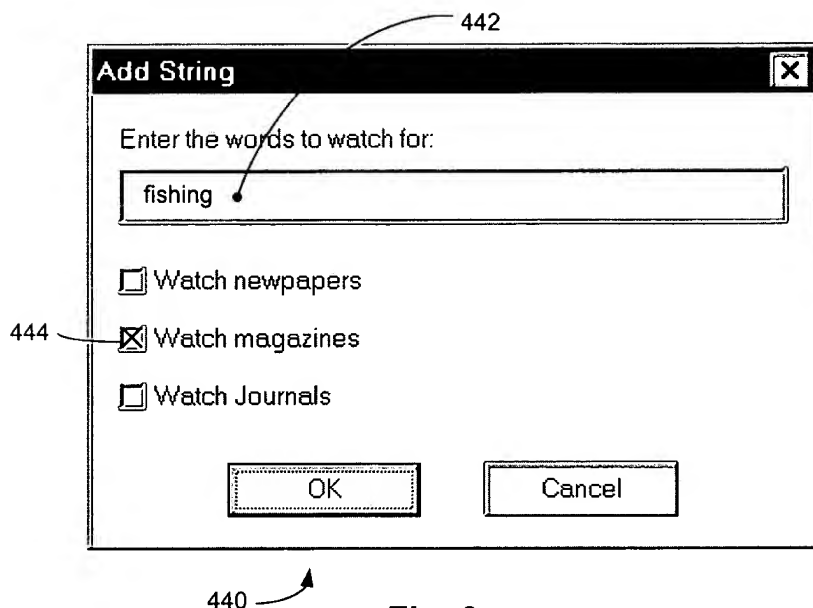 442
Add String
Enter the words to watch for:
fishing
Watch newpapers
444
Watch magazines
Watch Journals
OK Cancel
440